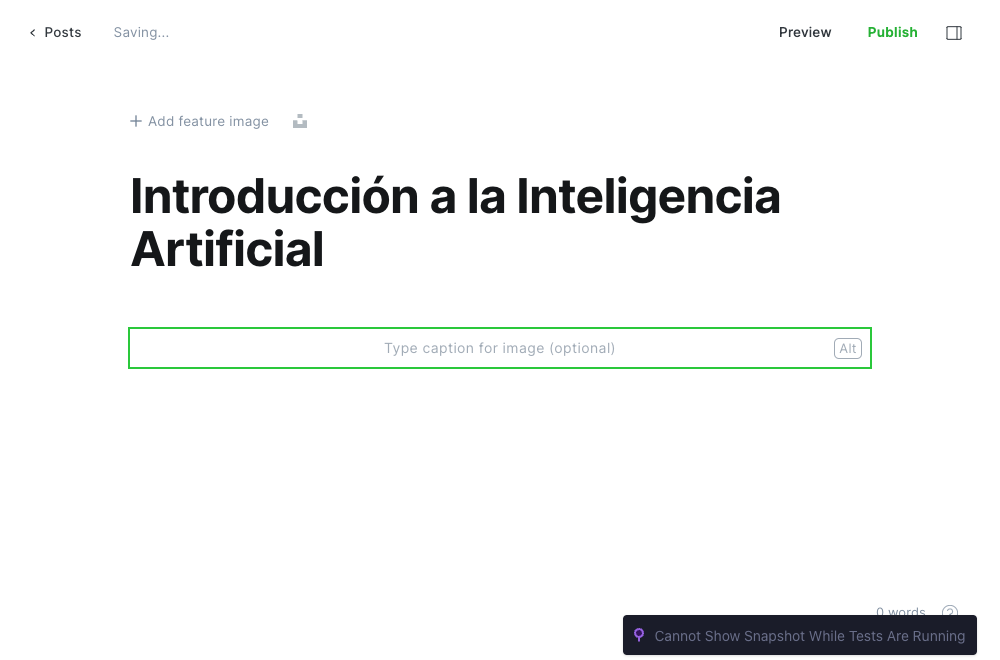 Posts
Saving...
Preview
Publish
Add feature image
Introducción a la Inteligencia
Artificial
Type caption for image (optional)
Alt
0 words
?
Cannot Show Snapshot While Tests Are Running